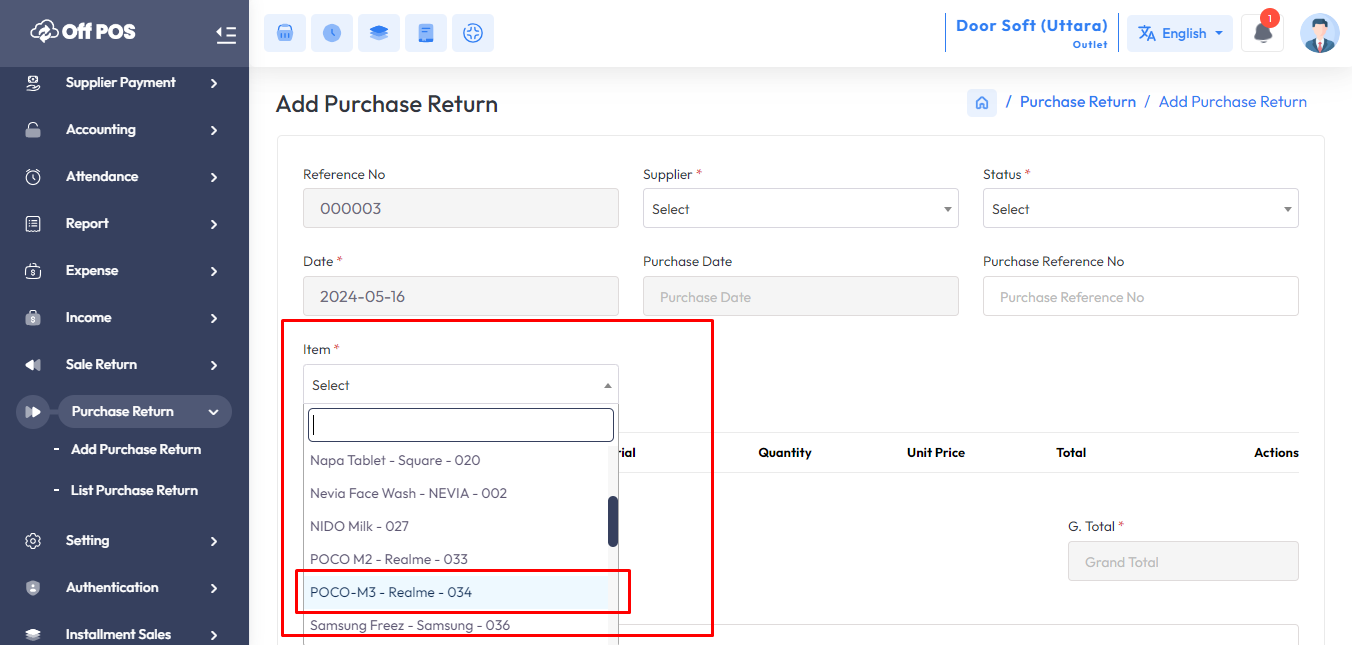 Off POS
Door Soft (Uttara)
Outlet
English
1
Supplier Payment
Accounting
Attendance
Report
Expense
Income
Sale Return
Purchase Return
- Add Purchase Return
- List Purchase Return
Setting
Authentication
Installment Sales
Add Purchase Return
/ Purchase Return / Add Purchase Return
Reference No
000003
Supplier *
Select
Status *
Select
Date *
2024-05-16
Purchase Date
Purchase Date
Purchase Reference No
Purchase Reference No
Item *
Select
Napa Tablet - Square - 020
Nevia Face Wash - NEVIA - 002
NIDO Milk - 027
POCO M2 - Realme - 033
POCO-M3 - Realme - 034
Samsung Freez - Samsung - 036
rial Quantity Unit Price Total Actions
G. Total *
Grand Total